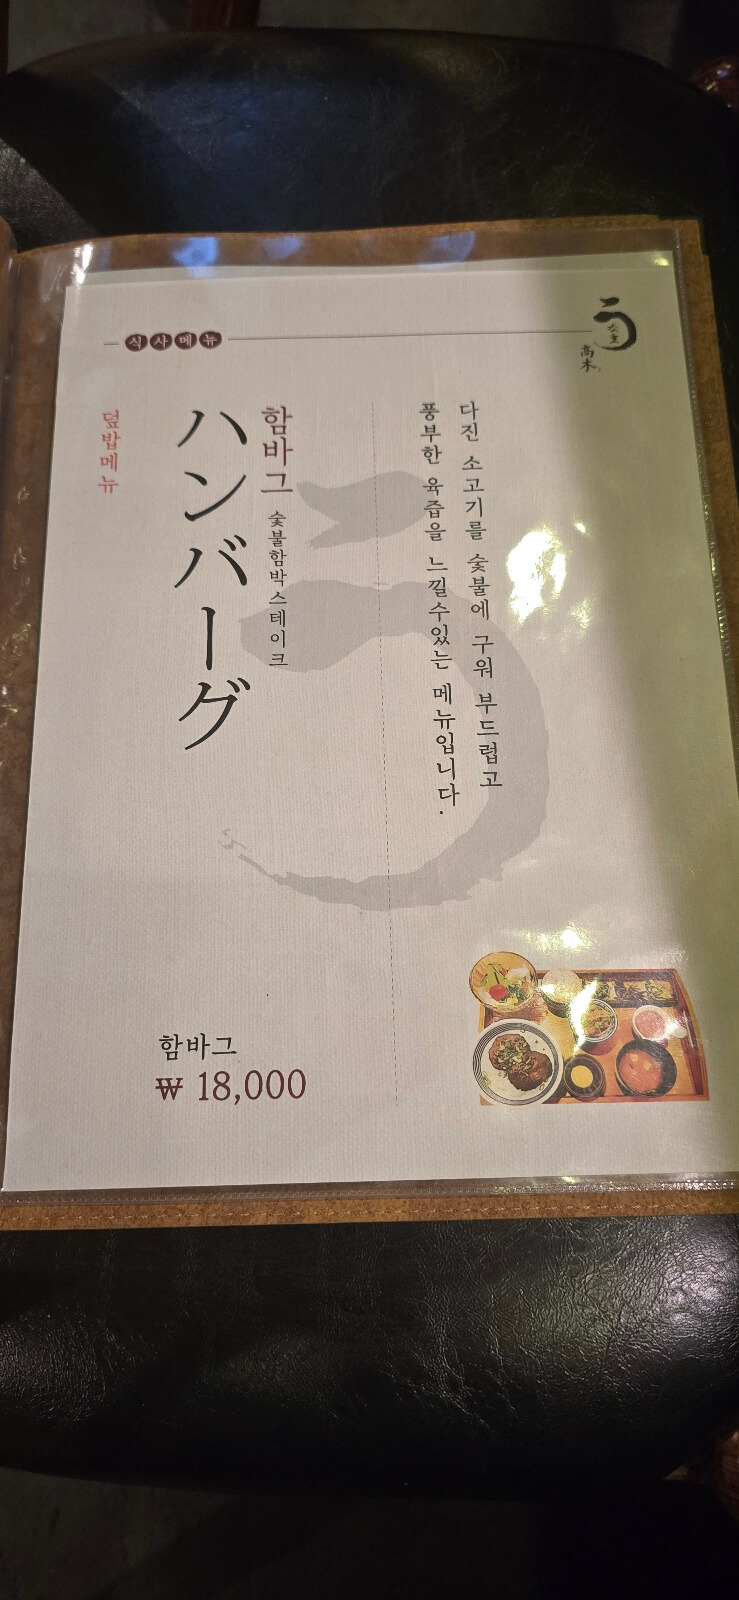 식사메뉴
う
高木
덮밥메뉴
ハンバーグ
함바그 숯불함박스테이크
다진 소고기를 숯불에 구워 부드럽고
풍부한 육즙을 느낄수있는 메뉴입니다.
함바그
₩ 18,000